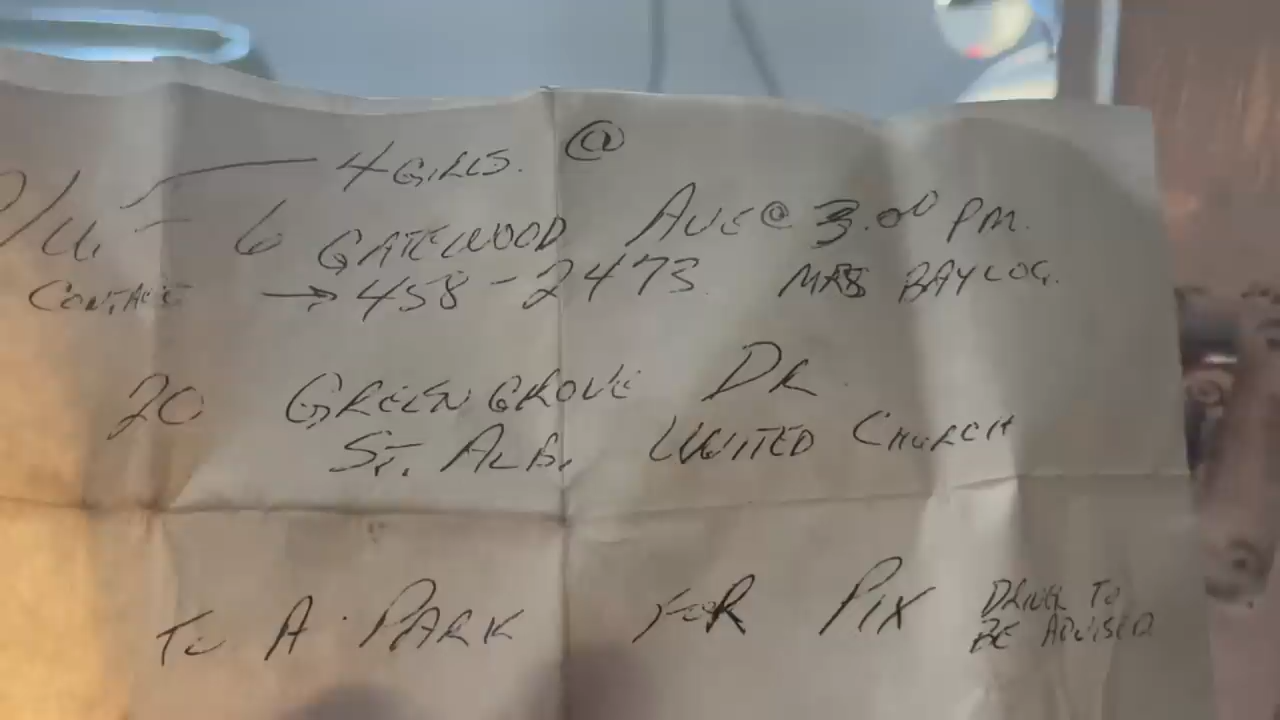 4 GIRLS. @
P/U. - 6 GATEWOOD AVE @ 3.00 PM.
CONTACT → 458-2473 MRS BAYLOG.
20 GREEN GROVE DR.
ST. ALB. UNITED CHURCH
TO A PARK FOR PIX DRIVER TO
BE ADVISED